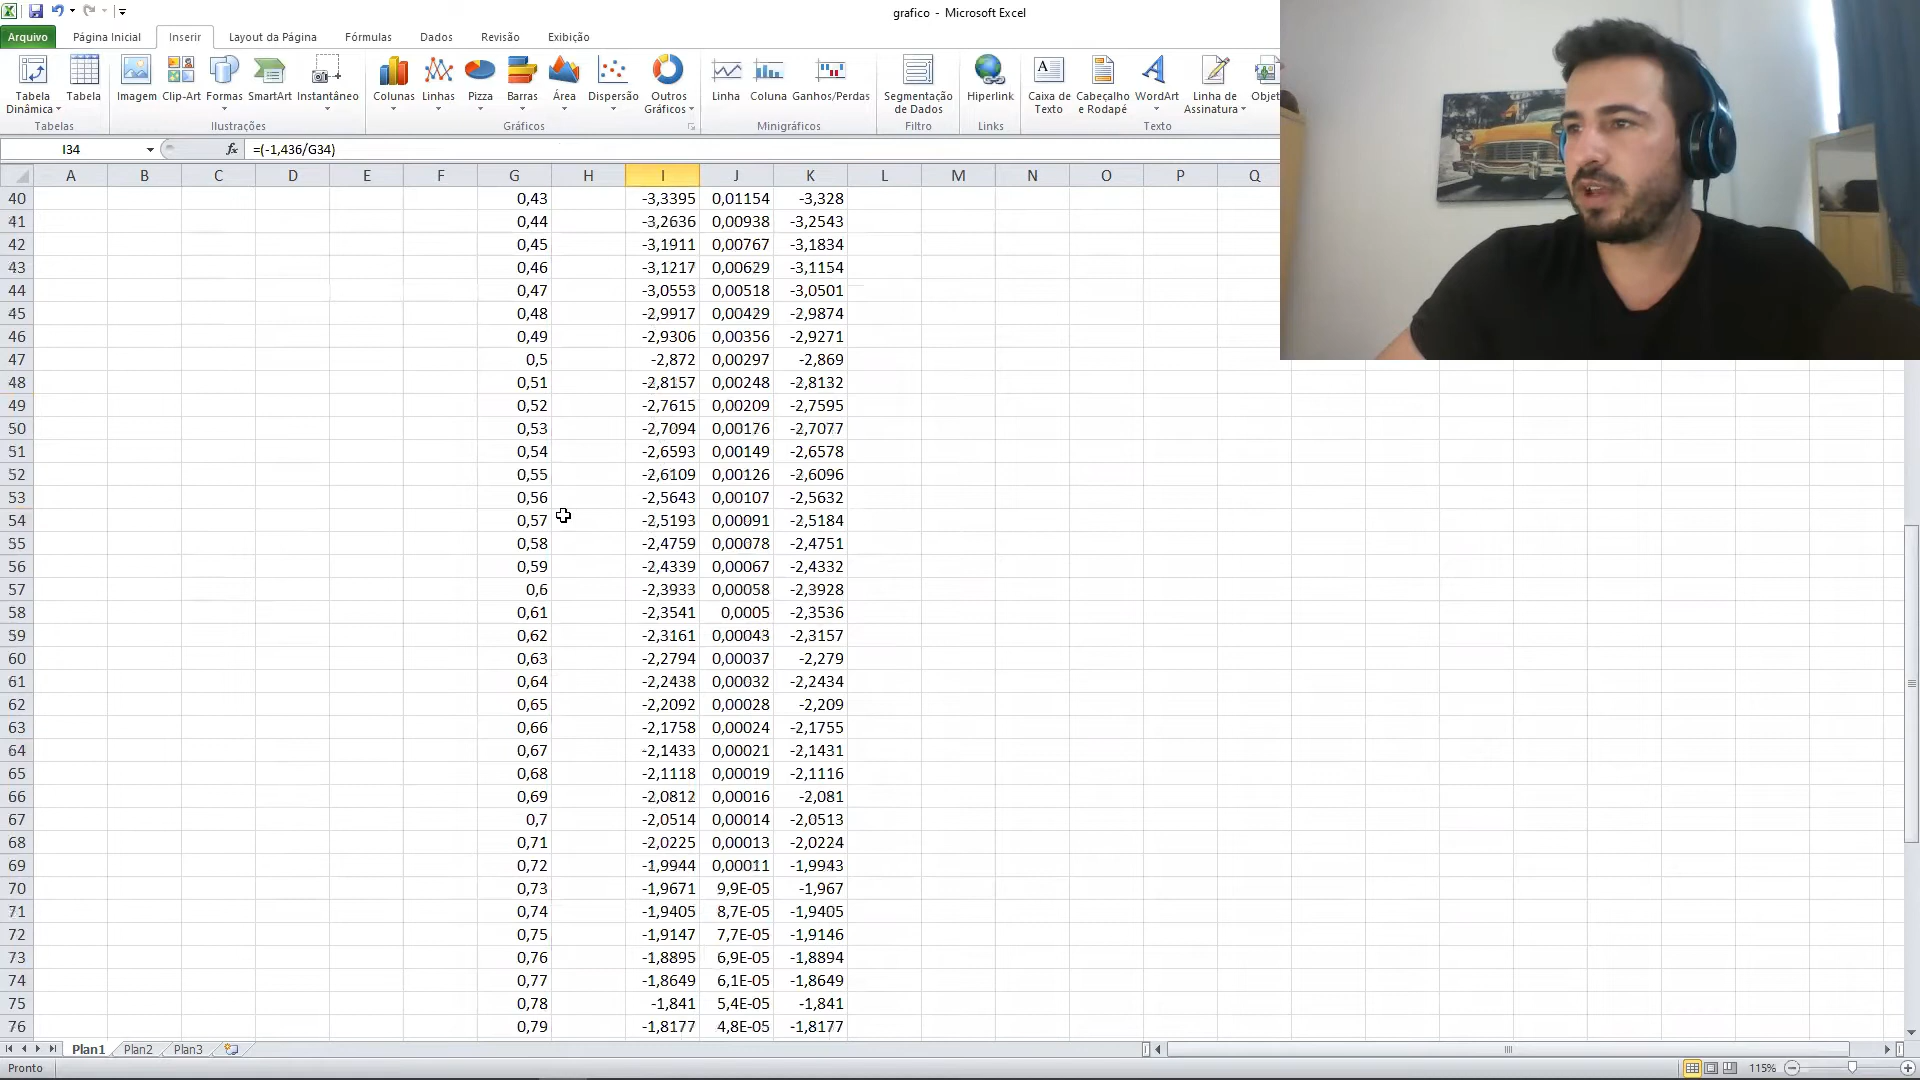 grafico - Microsoft Excel
Arquivo Página Inicial Inserir Layout da Página Fórmulas Dados Revisão Exibição
Tabela Dinâmica Tabela Imagem Clip-Art Formas SmartArt Instantâneo Colunas Linhas Pizza Barras Área Dispersão Outros Gráficos Linha Coluna Ganhos/Perdas Segmentação de Dados Hiperlink Caixa de Texto Cabeçalho e Rodapé WordArt Linha de Assinatura Objet
Tabelas Ilustrações Gráficos Minigráficos Filtro Links Texto
I34 fx =(-1,436/G34)
A B C D E F G H I J K L M N O P Q
40 0,43 -3,3395 0,01154 -3,328
41 0,44 -3,2636 0,00938 -3,2543
42 0,45 -3,1911 0,00767 -3,1834
43 0,46 -3,1217 0,00629 -3,1154
44 0,47 -3,0553 0,00518 -3,0501
45 0,48 -2,9917 0,00429 -2,9874
46 0,49 -2,9306 0,00356 -2,9271
47 0,5 -2,872 0,00297 -2,869
48 0,51 -2,8157 0,00248 -2,8132
49 0,52 -2,7615 0,00209 -2,7595
50 0,53 -2,7094 0,00176 -2,7077
51 0,54 -2,6593 0,00149 -2,6578
52 0,55 -2,6109 0,00126 -2,6096
53 0,56 -2,5643 0,00107 -2,5632
54 0,57 -2,5193 0,00091 -2,5184
55 0,58 -2,4759 0,00078 -2,4751
56 0,59 -2,4339 0,00067 -2,4332
57 0,6 -2,3933 0,00058 -2,3928
58 0,61 -2,3541 0,0005 -2,3536
59 0,62 -2,3161 0,00043 -2,3157
60 0,63 -2,2794 0,00037 -2,279
61 0,64 -2,2438 0,00032 -2,2434
62 0,65 -2,2092 0,00028 -2,209
63 0,66 -2,1758 0,00024 -2,1755
64 0,67 -2,1433 0,00021 -2,1431
65 0,68 -2,1118 0,00019 -2,1116
66 0,69 -2,0812 0,00016 -2,081
67 0,7 -2,0514 0,00014 -2,0513
68 0,71 -2,0225 0,00013 -2,0224
69 0,72 -1,9944 0,00011 -1,9943
70 0,73 -1,9671 9,9E-05 -1,967
71 0,74 -1,9405 8,7E-05 -1,9405
72 0,75 -1,9147 7,7E-05 -1,9146
73 0,76 -1,8895 6,9E-05 -1,8894
74 0,77 -1,8649 6,1E-05 -1,8649
75 0,78 -1,841 5,4E-05 -1,841
76 0,79 -1,8177 4,8E-05 -1,8177
Plan1 Plan2 Plan3
Pronto 115%